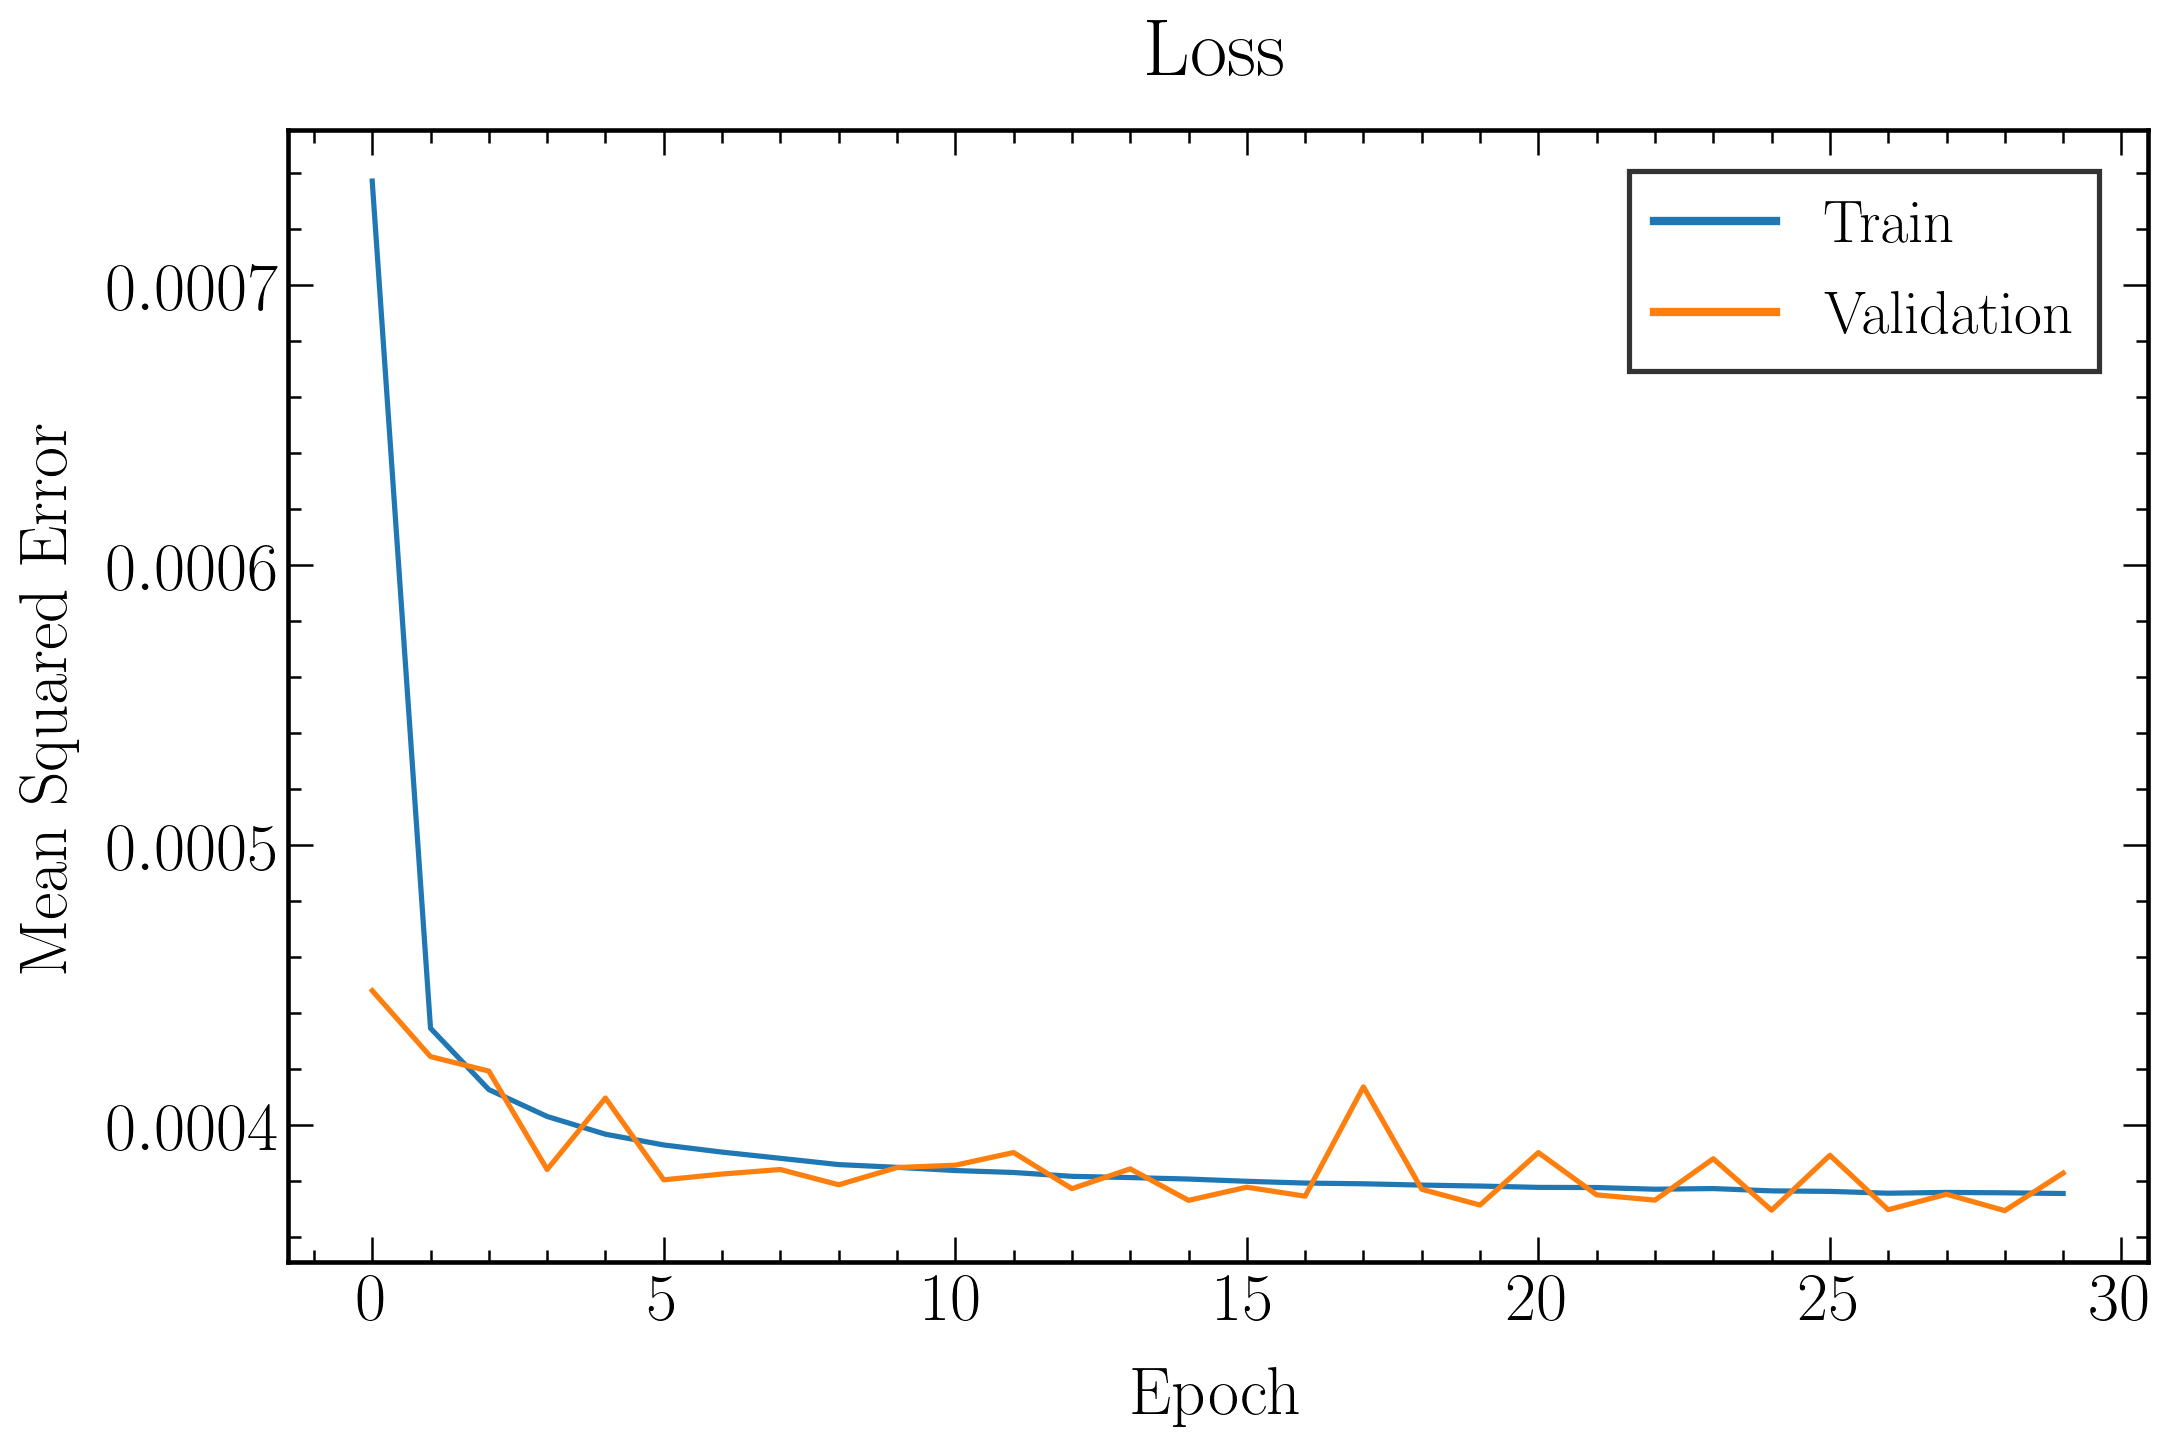 Loss
Train
Validation
Mean Squared Error
0.0007
0.0006
0.0005
0.0004
0 5 10 15 20 25 30
Epoch